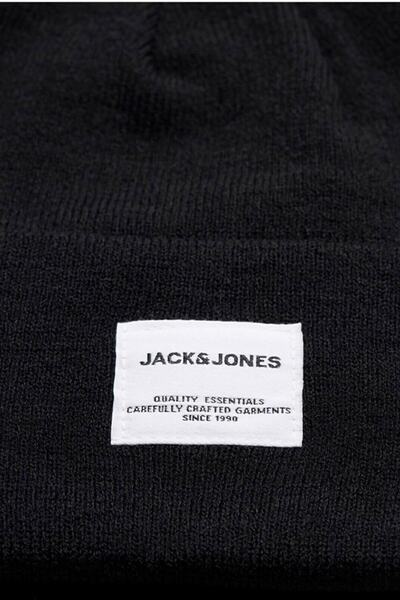 JACK&JONES
QUALITY ESSENTIALS
CAREFULLY CRAFTED GARMENTS
SINCE 1990